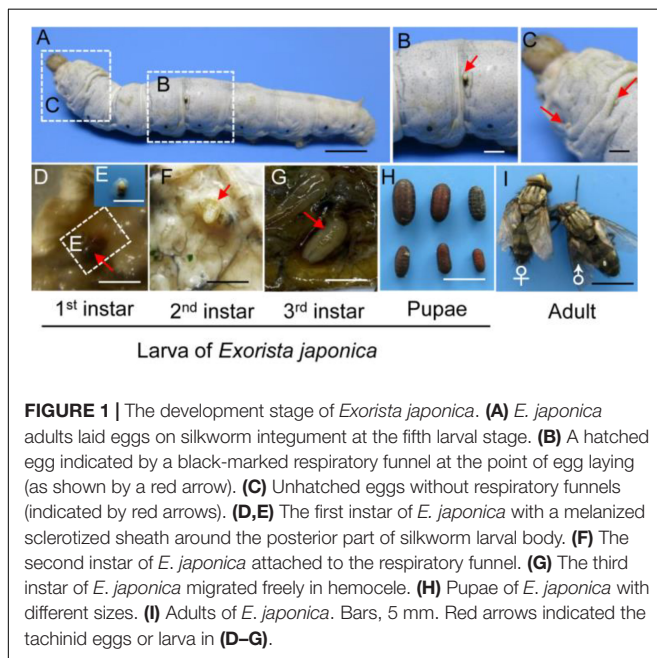 A
B
C
B
C
D
E
E
F
G
H
I
♀
♂
1st instar 2nd instar 3rd instar Pupae Adult
Larva of Exorista japonica
FIGURE 1 | The development stage of Exorista japonica. (A) E. japonica
adults laid eggs on silkworm integument at the fifth larval stage. (B) A hatched
egg indicated by a black-marked respiratory funnel at the point of egg laying
(as shown by a red arrow). (C) Unhatched eggs without respiratory funnels
(indicated by red arrows). (D,E) The first instar of E. japonica with a melanized
sclerotized sheath around the posterior part of silkworm larval body. (F) The
second instar of E. japonica attached to the respiratory funnel. (G) The third
instar of E. japonica migrated freely in hemocele. (H) Pupae of E. japonica with
different sizes. (I) Adults of E. japonica. Bars, 5 mm. Red arrows indicated the
tachinid eggs or larva in (D–G).